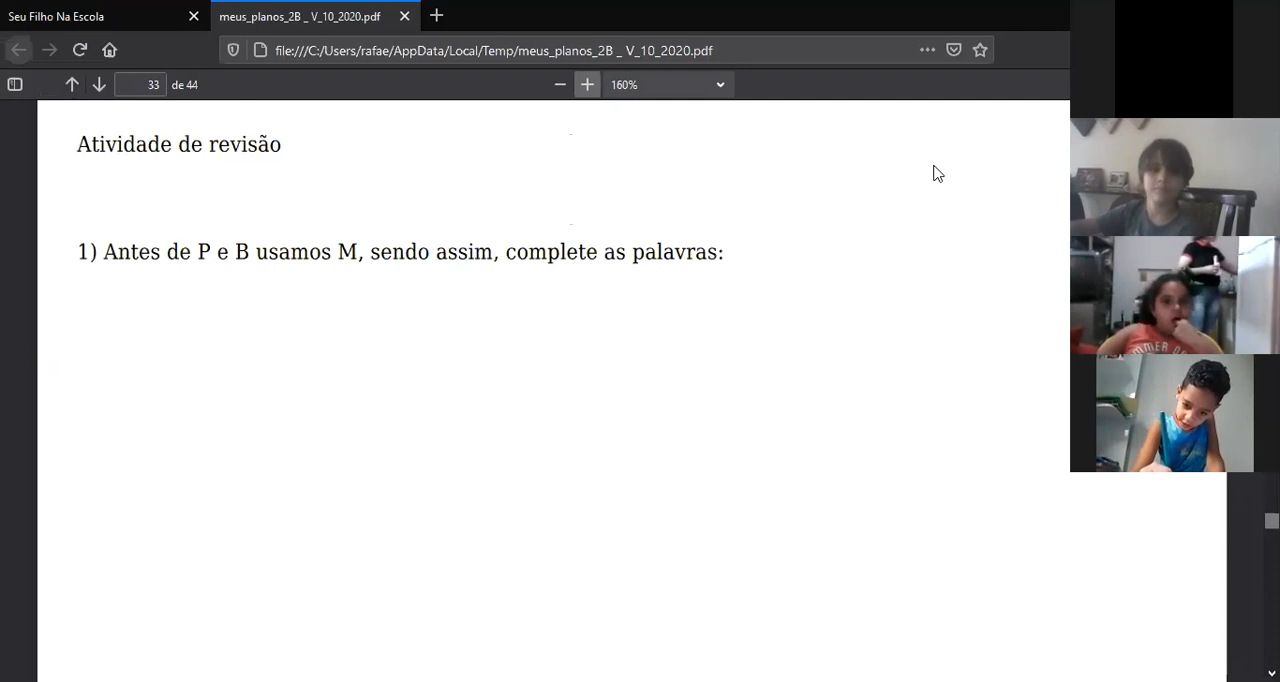 Seu Filho Na Escola
meus_planos_2B _ V_10_2020.pdf
file:///C:/Users/rafae/AppData/Local/Temp/meus_planos_2B _ V_10_2020.pdf
33 de 44
160%
Atividade de revisão
1) Antes de P e B usamos M, sendo assim, complete as palavras: